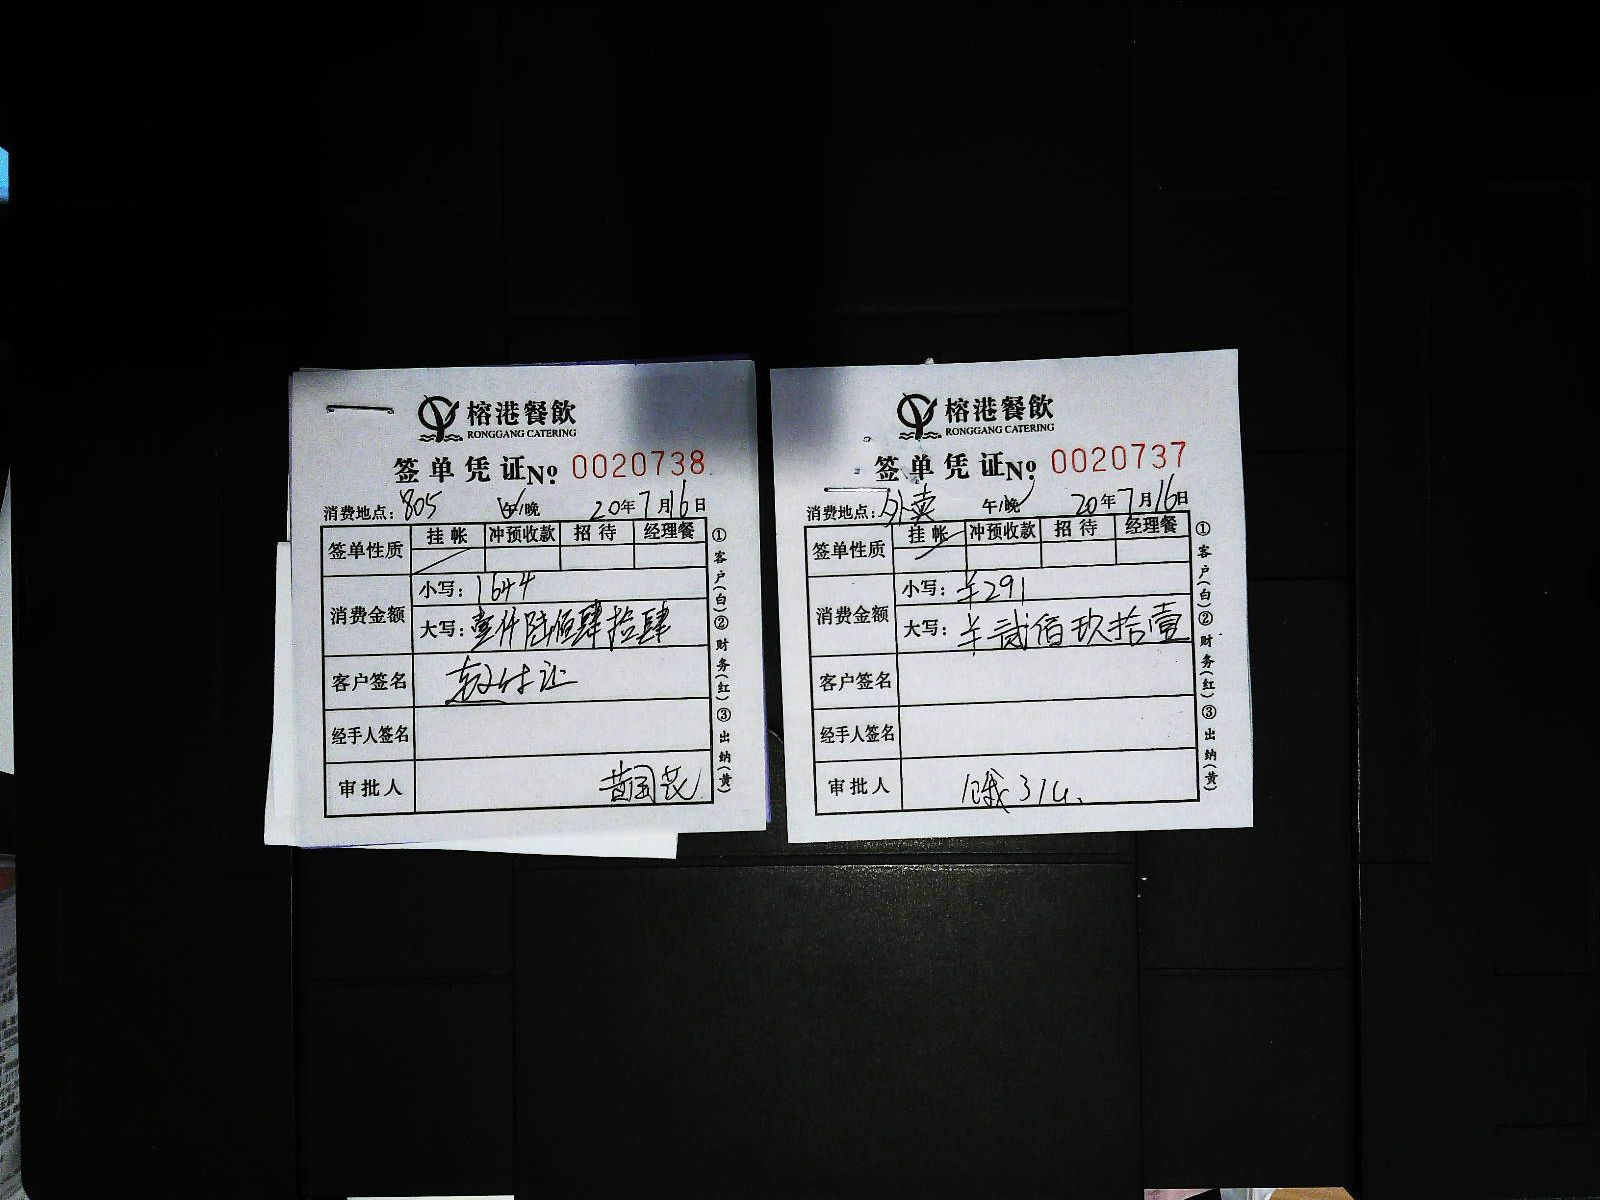 榕港餐飲
RONGGANG CATERING
签单凭证No: 0020738
消费地点: 805 午/晚 20年7月16日
签单性质 挂帐 冲预收款 招待 经理餐
消费金额
小写: 1644
大写: 壹仟陆佰肆拾肆
客户签名
经手人签名
审批人 黄国茂
①客户(白)②财务(红)③出纳(黄)
榕港餐飲
RONGGANG CATERING
签单凭证No: 0020737
消费地点: 外卖 午/晚 20年7月16日
签单性质 挂帐 冲预收款 招待 经理餐
消费金额
小写: ¥291
大写: ¥贰佰玖拾壹
客户签名
经手人签名
审批人
①客户(白)②财务(红)③出纳(黄)